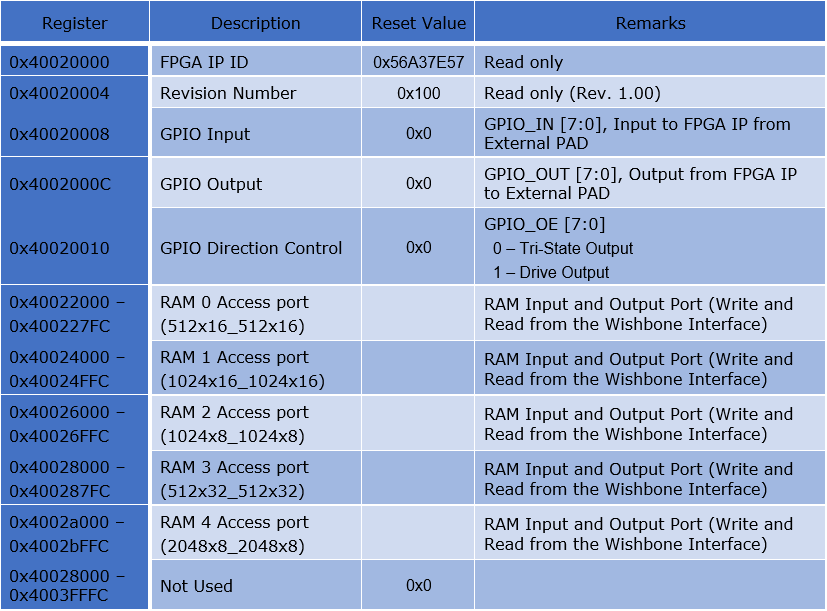 Register Description Reset Value Remarks
0x40020000 FPGA IP ID 0x56A37E57 Read only
0x40020004 Revision Number 0x100 Read only (Rev. 1.00)
0x40020008 GPIO Input 0x0 GPIO_IN [7:0], Input to FPGA IP from
External PAD
0x4002000C GPIO Output 0x0 GPIO_OUT [7:0], Output from FPGA IP
to External PAD
0x40020010 GPIO Direction Control 0x0 GPIO_OE [7:0]
0 – Tri-State Output
1 – Drive Output
0x40022000 – RAM 0 Access port RAM Input and Output Port (Write and
0x400227FC (512x16_512x16) Read from the Wishbone Interface)
0x40024000 – RAM 1 Access port RAM Input and Output Port (Write and
0x40024FFC (1024x16_1024x16) Read from the Wishbone Interface)
0x40026000 – RAM 2 Access port RAM Input and Output Port (Write and
0x40026FFC (1024x8_1024x8) Read from the Wishbone Interface)
0x40028000 – RAM 3 Access port RAM Input and Output Port (Write and
0x400287FC (512x32_512x32) Read from the Wishbone Interface)
0x4002a000 – RAM 4 Access port RAM Input and Output Port (Write and
0x4002bFFC (2048x8_2048x8) Read from the Wishbone Interface)
0x40028000 –
0x4003FFFC Not Used 0x0